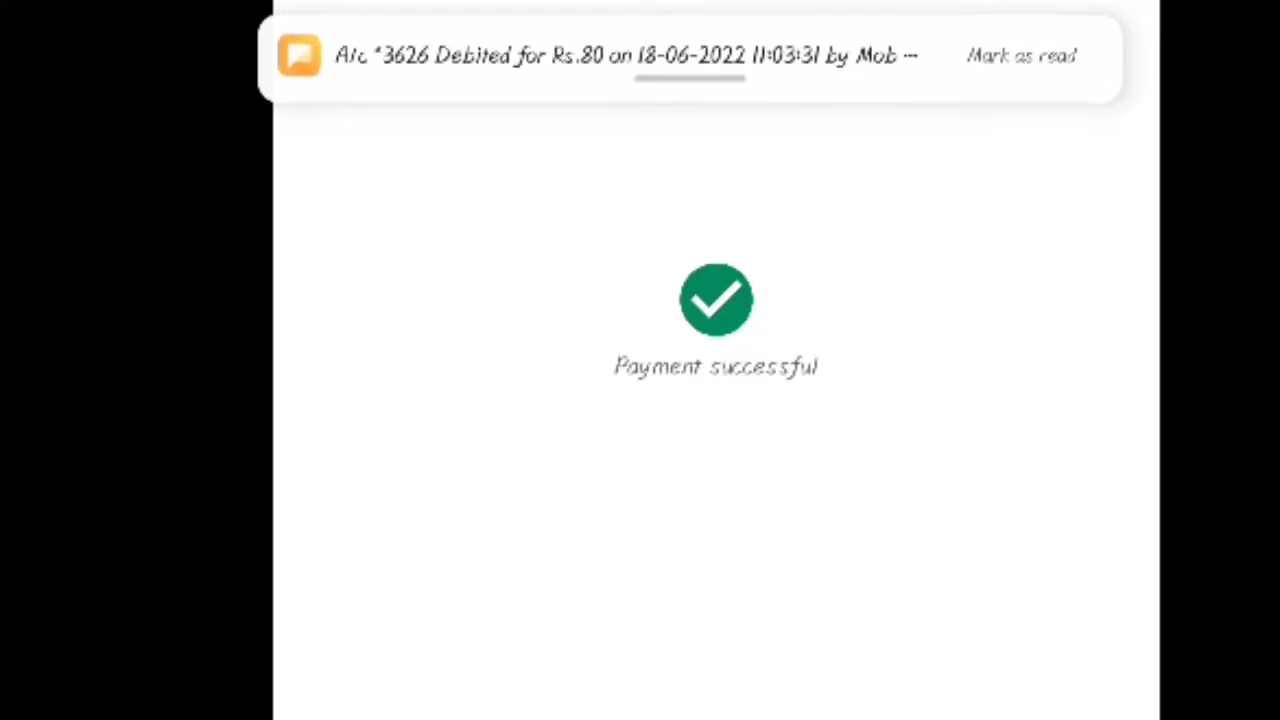 A/c *3626 Debited for Rs.80 on 18-06-2022 11:03:31 by Mob ··· Mark as read
Payment successful